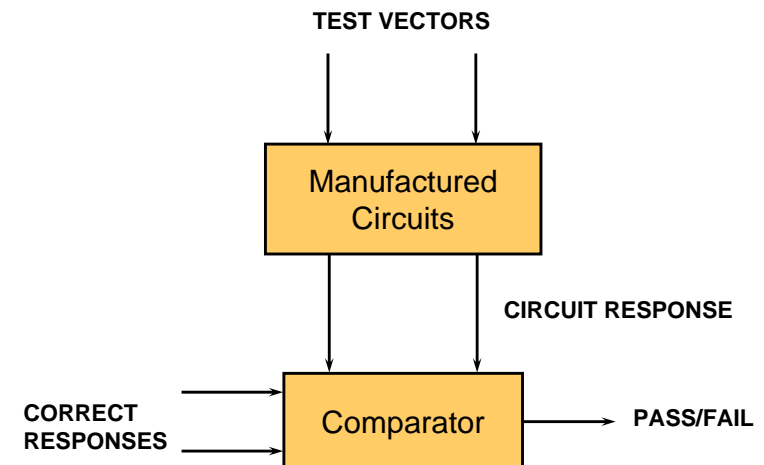 TEST VECTORS
Manufactured
Circuits
CIRCUIT RESPONSE
CORRECT
RESPONSES
Comparator
PASS/FAIL